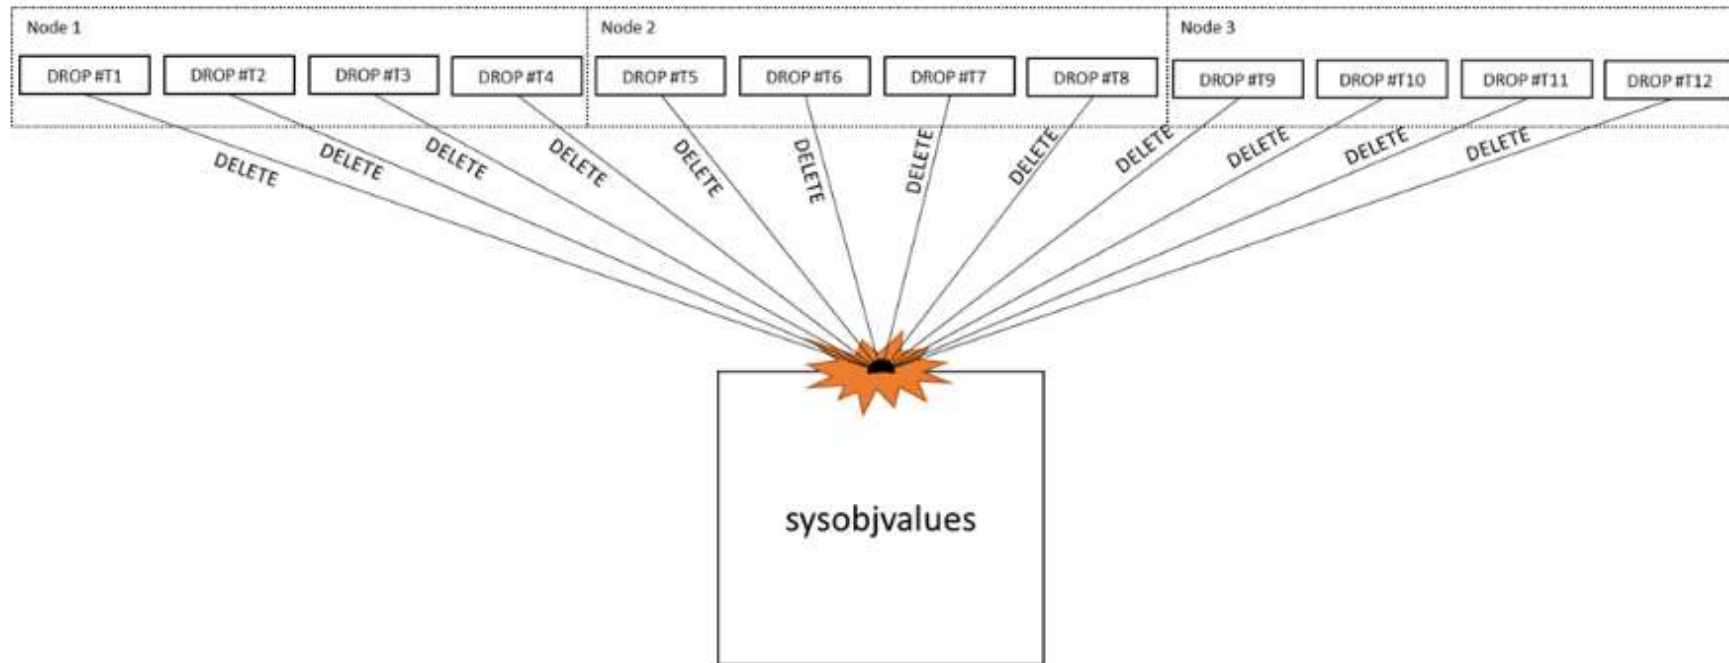 Node 1
Node 2
Node 3
DROP #T1
DROP #T2
DROP #T3
DROP #T4
DROP #T5
DROP #T6
DROP #T7
DROP #T8
DROP #T9
DROP #T10
DROP #T11
DROP #T12
DELETE
DELETE
DELETE
DELETE
DELETE
DELETE
DELETE
DELETE
DELETE
DELETE
DELETE
DELETE
sysobjvalues